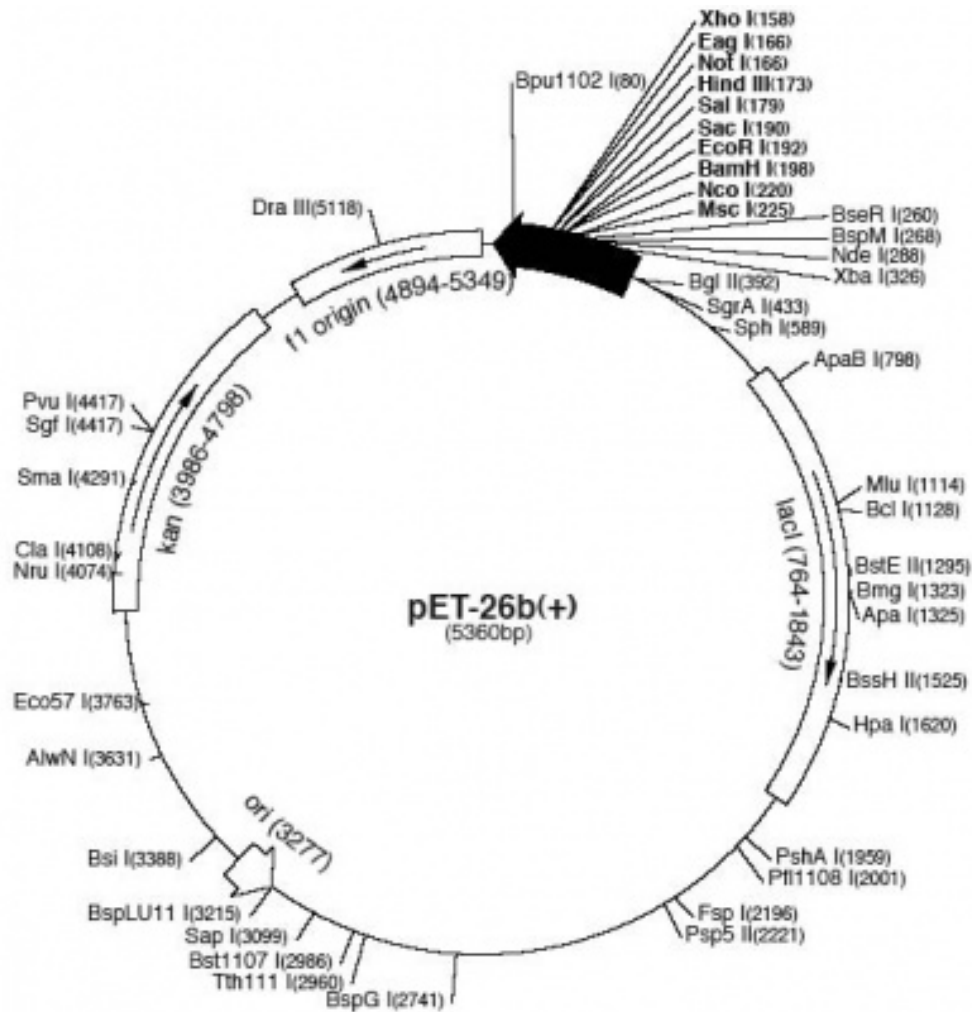 Xho I(158)
Eag I(166)
Not I(166)
Hind III(173)
Sal I(179)
Sac I(190)
EcoR I(192)
BamH I(198)
Nco I(220)
Msc I(225)
Bpu1102 I(80)
BseR I(260)
BspM I(268)
Nde I(288)
Xba I(326)
Bgl II(392)
SgrA I(433)
Sph I(589)
ApaB I(798)
Mlu I(1114)
Bcl I(1128)
BstE II(1295)
Bmg I(1323)
Apa I(1325)
BssH II(1525)
Hpa I(1620)
PshA I(1959)
Pfl1108 I(2001)
Fsp I(2196)
Psp5 II(2221)
BspG I(2741)
Tth111 I(2960)
Bst1107 I(2986)
Sap I(3099)
BspLU11 I(3215)
Bsi I(3388)
AlwN I(3631)
Eco57 I(3763)
Nru I(4074)
Cla I(4108)
Sma I(4291)
Sgf I(4417)
Pvu I(4417)
Dra III(5118)
f1 origin (4894-5349)
kan (3986-4798)
lacI (764-1843)
ori (3277)
pET-26b(+)
(5360bp)